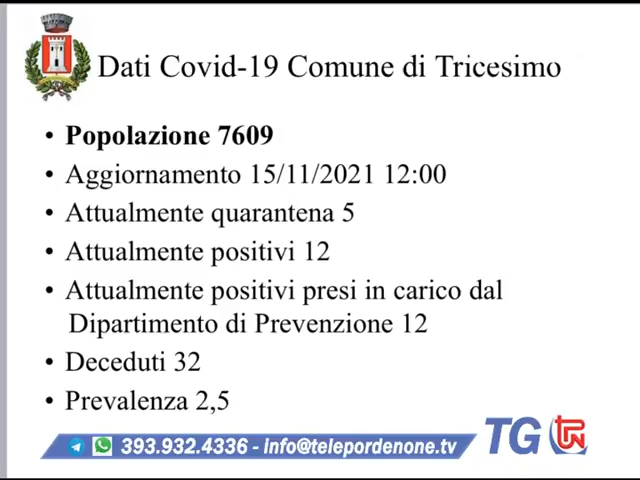 Dati Covid-19 Comune di Tricesimo
• Popolazione 7609
• Aggiornamento 15/11/2021 12:00
• Attualmente quarantena 5
• Attualmente positivi 12
• Attualmente positivi presi in carico dal
Dipartimento di Prevenzione 12
• Deceduti 32
• Prevalenza 2,5
393.932.4336 - info@telepordenone.tv
TG TPN